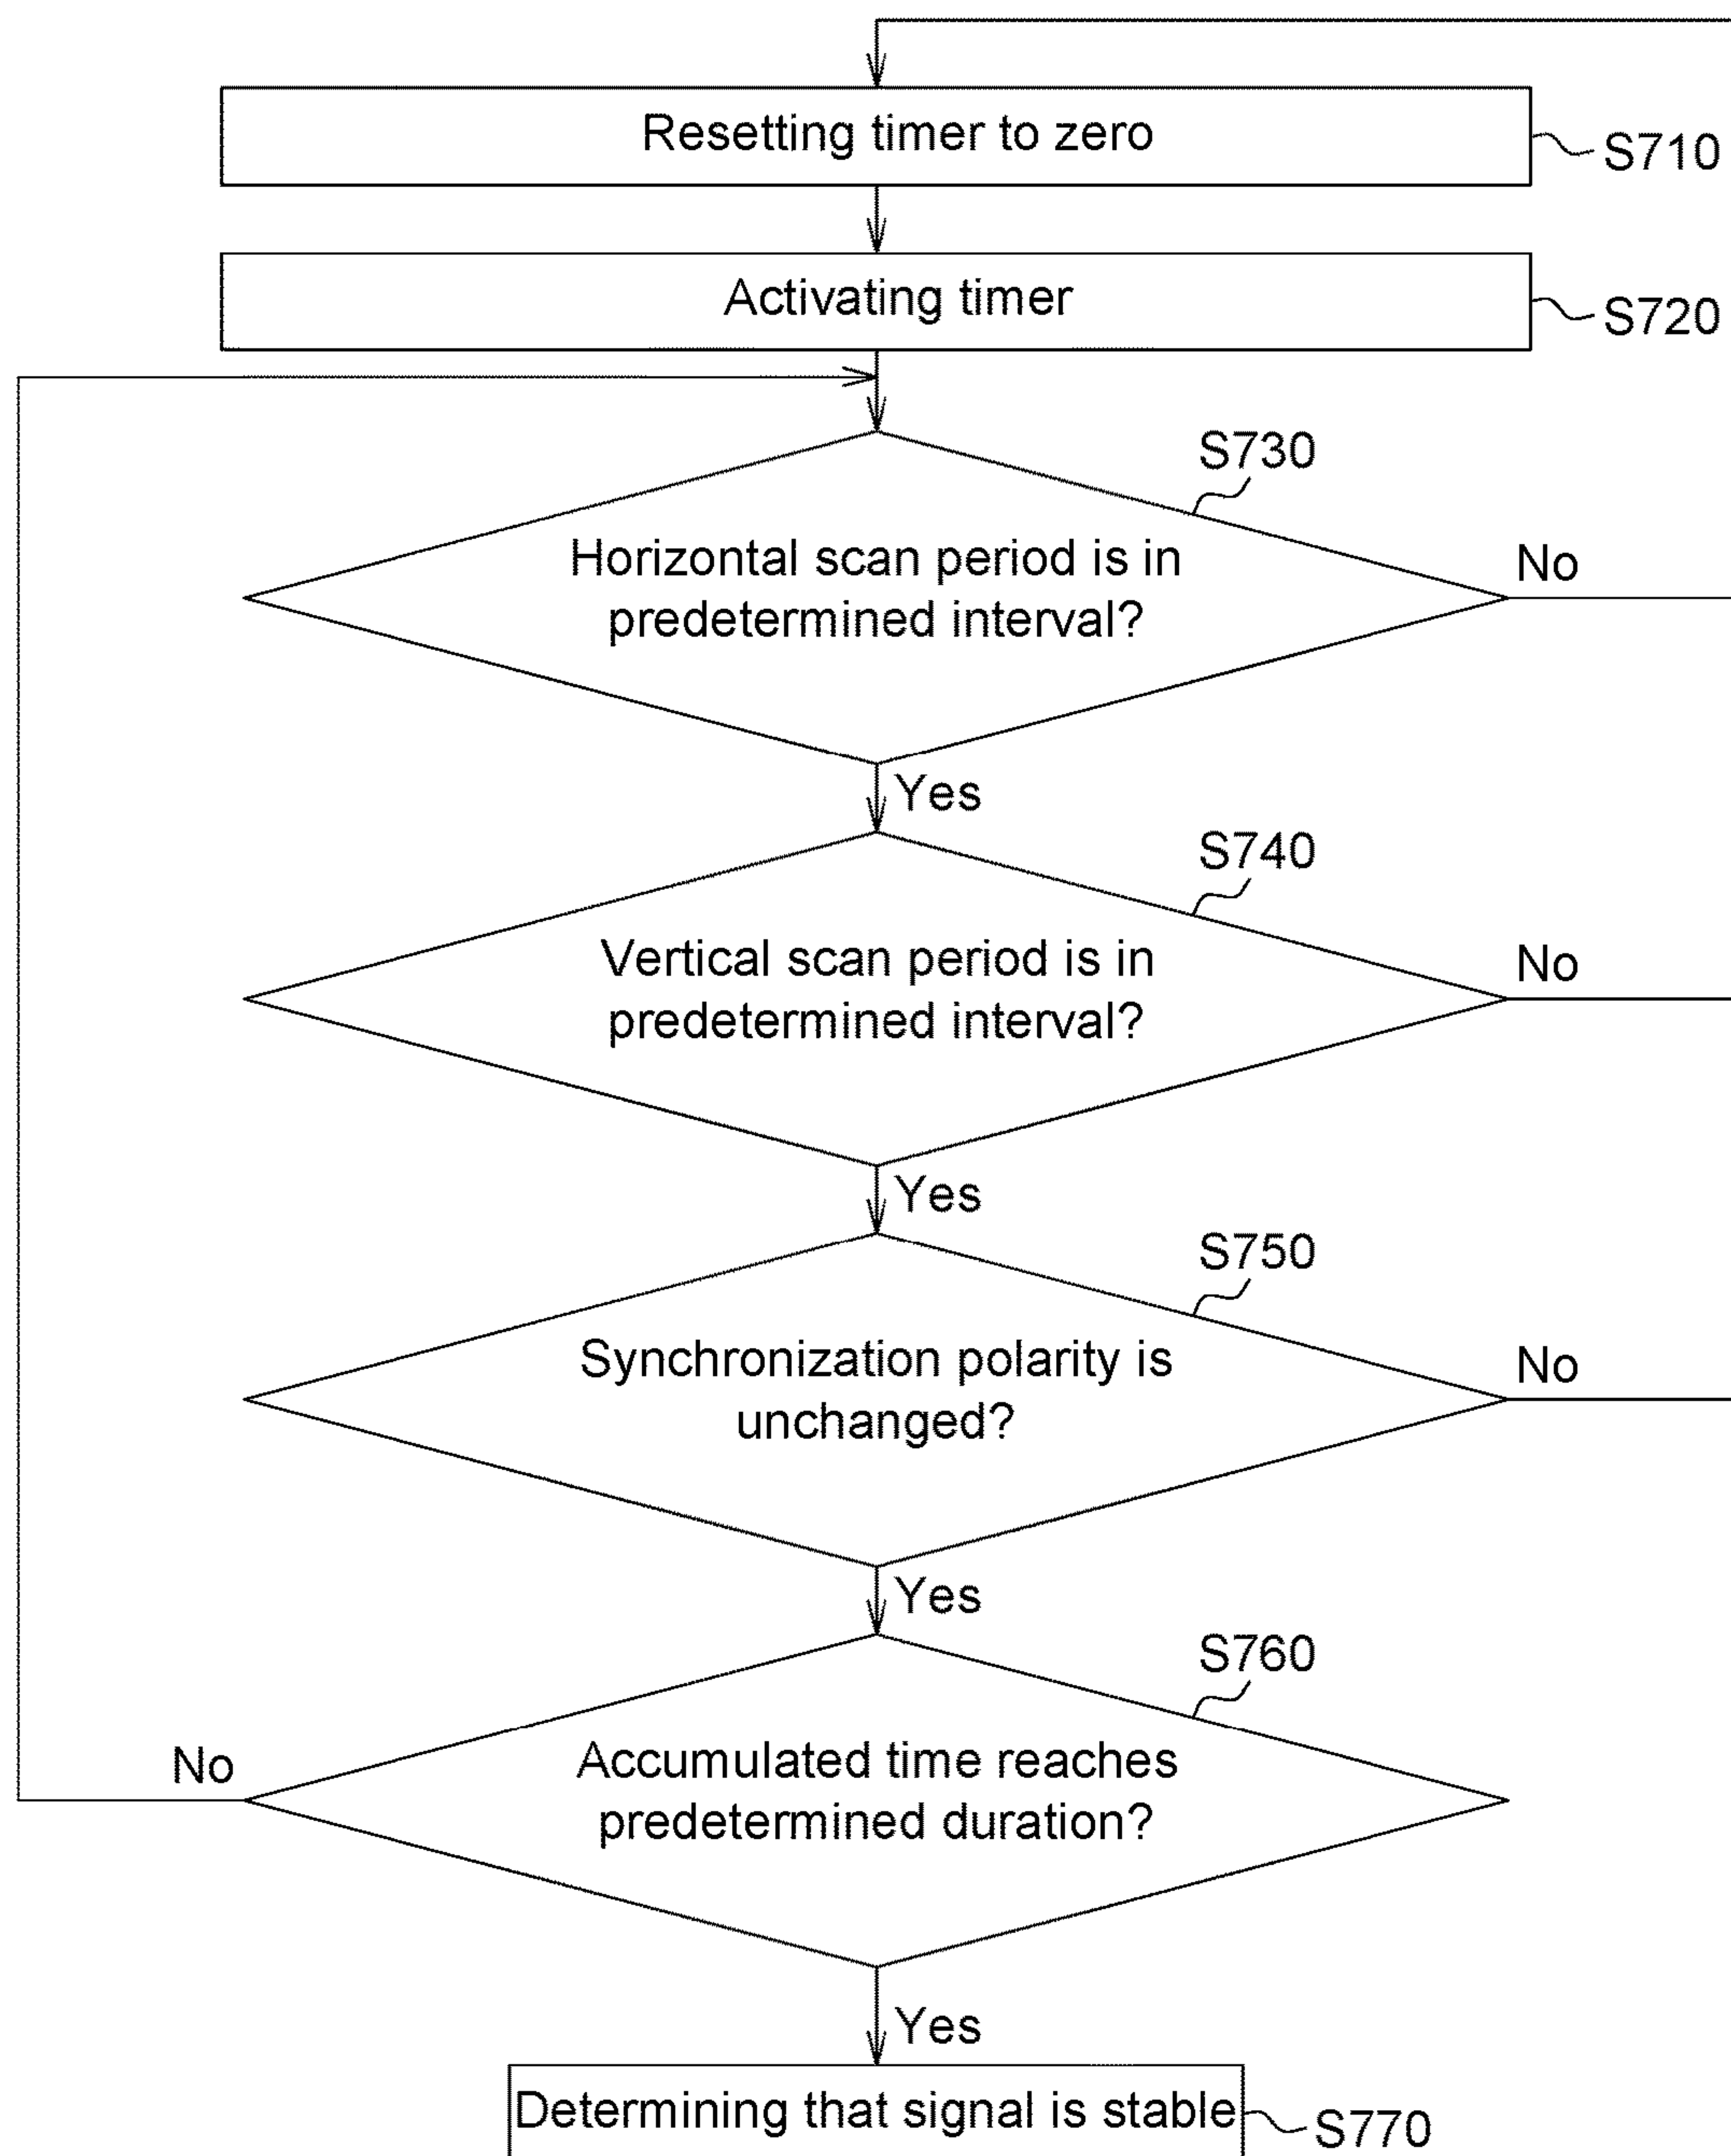 Resetting timer to zero
S710
Activating timer
S720
S730
Horizontal scan period is in
predetermined interval?
No
Yes
S740
Vertical scan period is in
predetermined interval?
No
Yes
S750
Synchronization polarity is
unchanged?
No
Yes
S760
Accumulated time reaches
predetermined duration?
No
Yes
Determining that signal is stable
S770